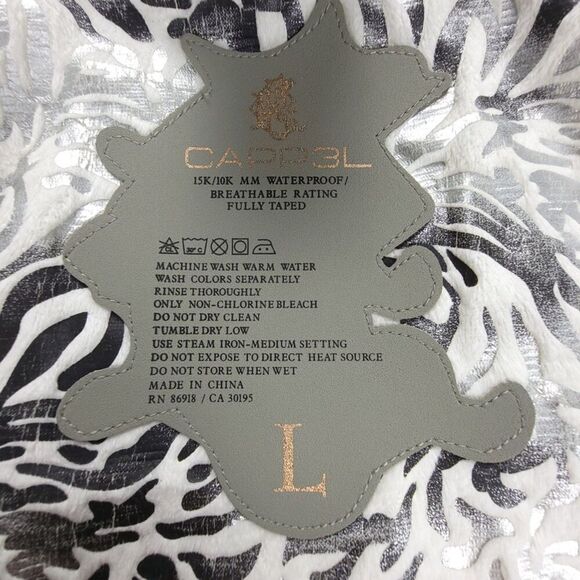 CAPP3L
15K/10K MM WATERPROOF/
BREATHABLE RATING
FULLY TAPED
30°C
MACHINE WASH WARM WATER
WASH COLORS SEPARATELY
RINSE THOROUGHLY
ONLY NON-CHLORINE BLEACH
DO NOT DRY CLEAN
TUMBLE DRY LOW
USE STEAM IRON-MEDIUM SETTING
DO NOT EXPOSE TO DIRECT HEAT SOURCE
DO NOT STORE WHEN WET
MADE IN CHINA
RN 86918 / CA 30195
L